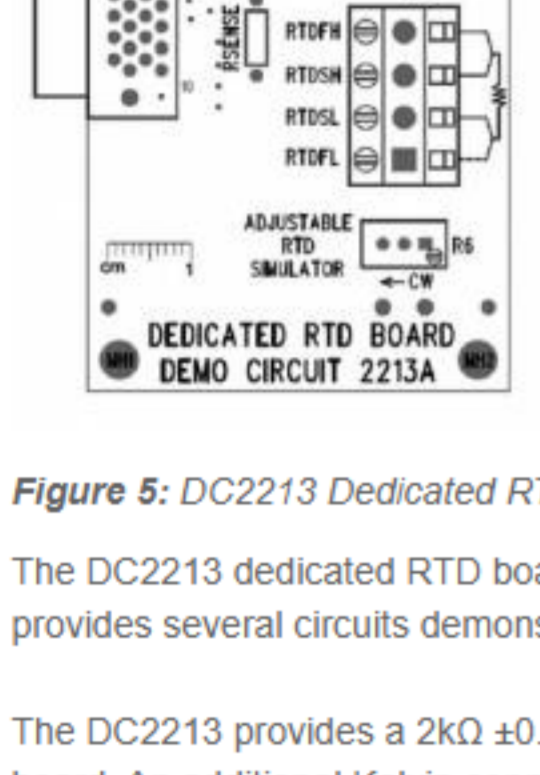 RTDFH
RSENSE
RTDSH
10
RTDSL
RTDFL
ADJUSTABLE
RTD
SIMULATOR
R6
cm 1
←CW
DEDICATED RTD BOARD
MH1
MH2
DEMO CIRCUIT 2213A
Figure 5: DC2213 Dedicated RT
The DC2213 dedicated RTD boa
provides several circuits demons
The DC2213 provides a 2kΩ ±0.